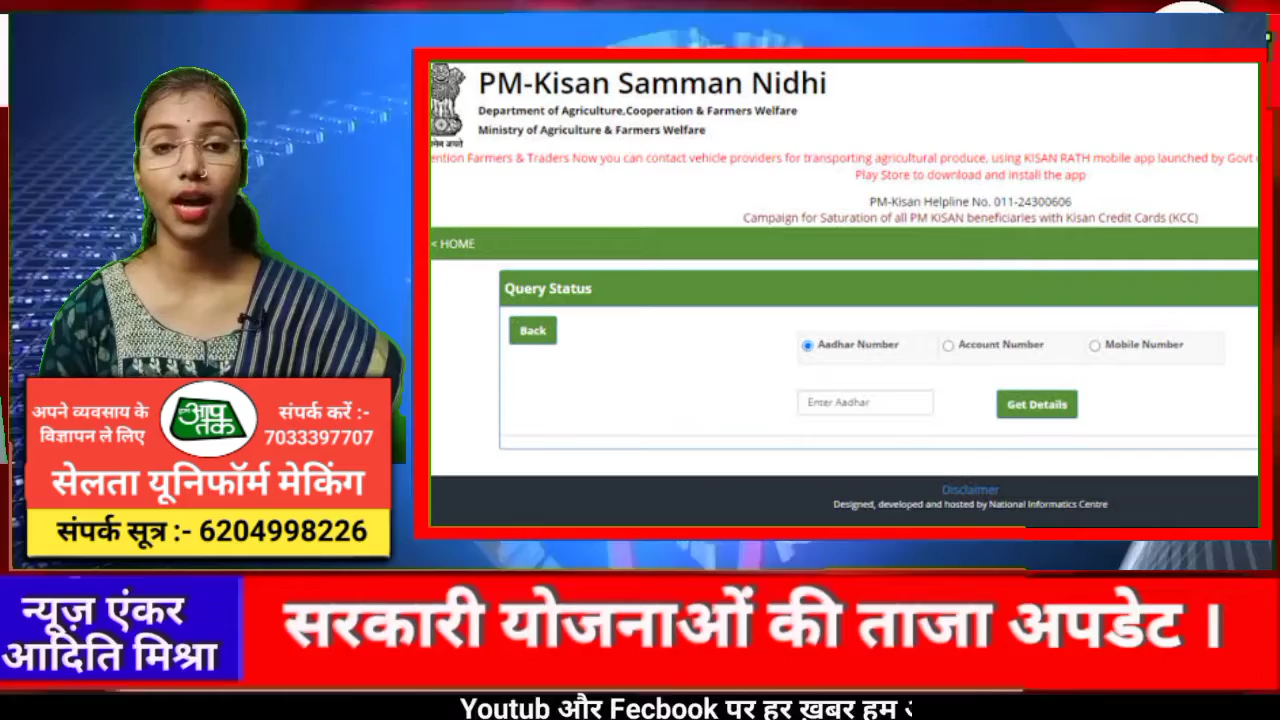 PM-Kisan Samman Nidhi
Department of Agriculture,Cooperation & Farmers Welfare
Ministry of Agriculture & Farmers Welfare
Farmers & Traders Now you can contact vehicle providers for transporting agricultural produce, using KISAN RATH mobile app launched by Govt
Play Store to download and install the app
PM-Kisan Helpline No. 011-24300606
Campaign for Saturation of all PM KISAN beneficiaries with Kisan Credit Cards (KCC)
< HOME
Query Status
Back
Aadhar Number
Account Number
Mobile Number
Enter Aadhar
Get Details
Disclaimer
Designed, developed and hosted by National Informatics Centre
अपने व्यवसाय के
विज्ञापन ले लिए
आप
तक
संपर्क करें :-
7033397707
सेलता यूनिफॉर्म मेकिंग
संपर्क सूत्र :- 6204998226
न्यूज़ एंकर
आदिति मिश्रा
सरकारी योजनाओं की ताजा अपडेट ।
Youtub और Fecbook पर हर ख़बर हम